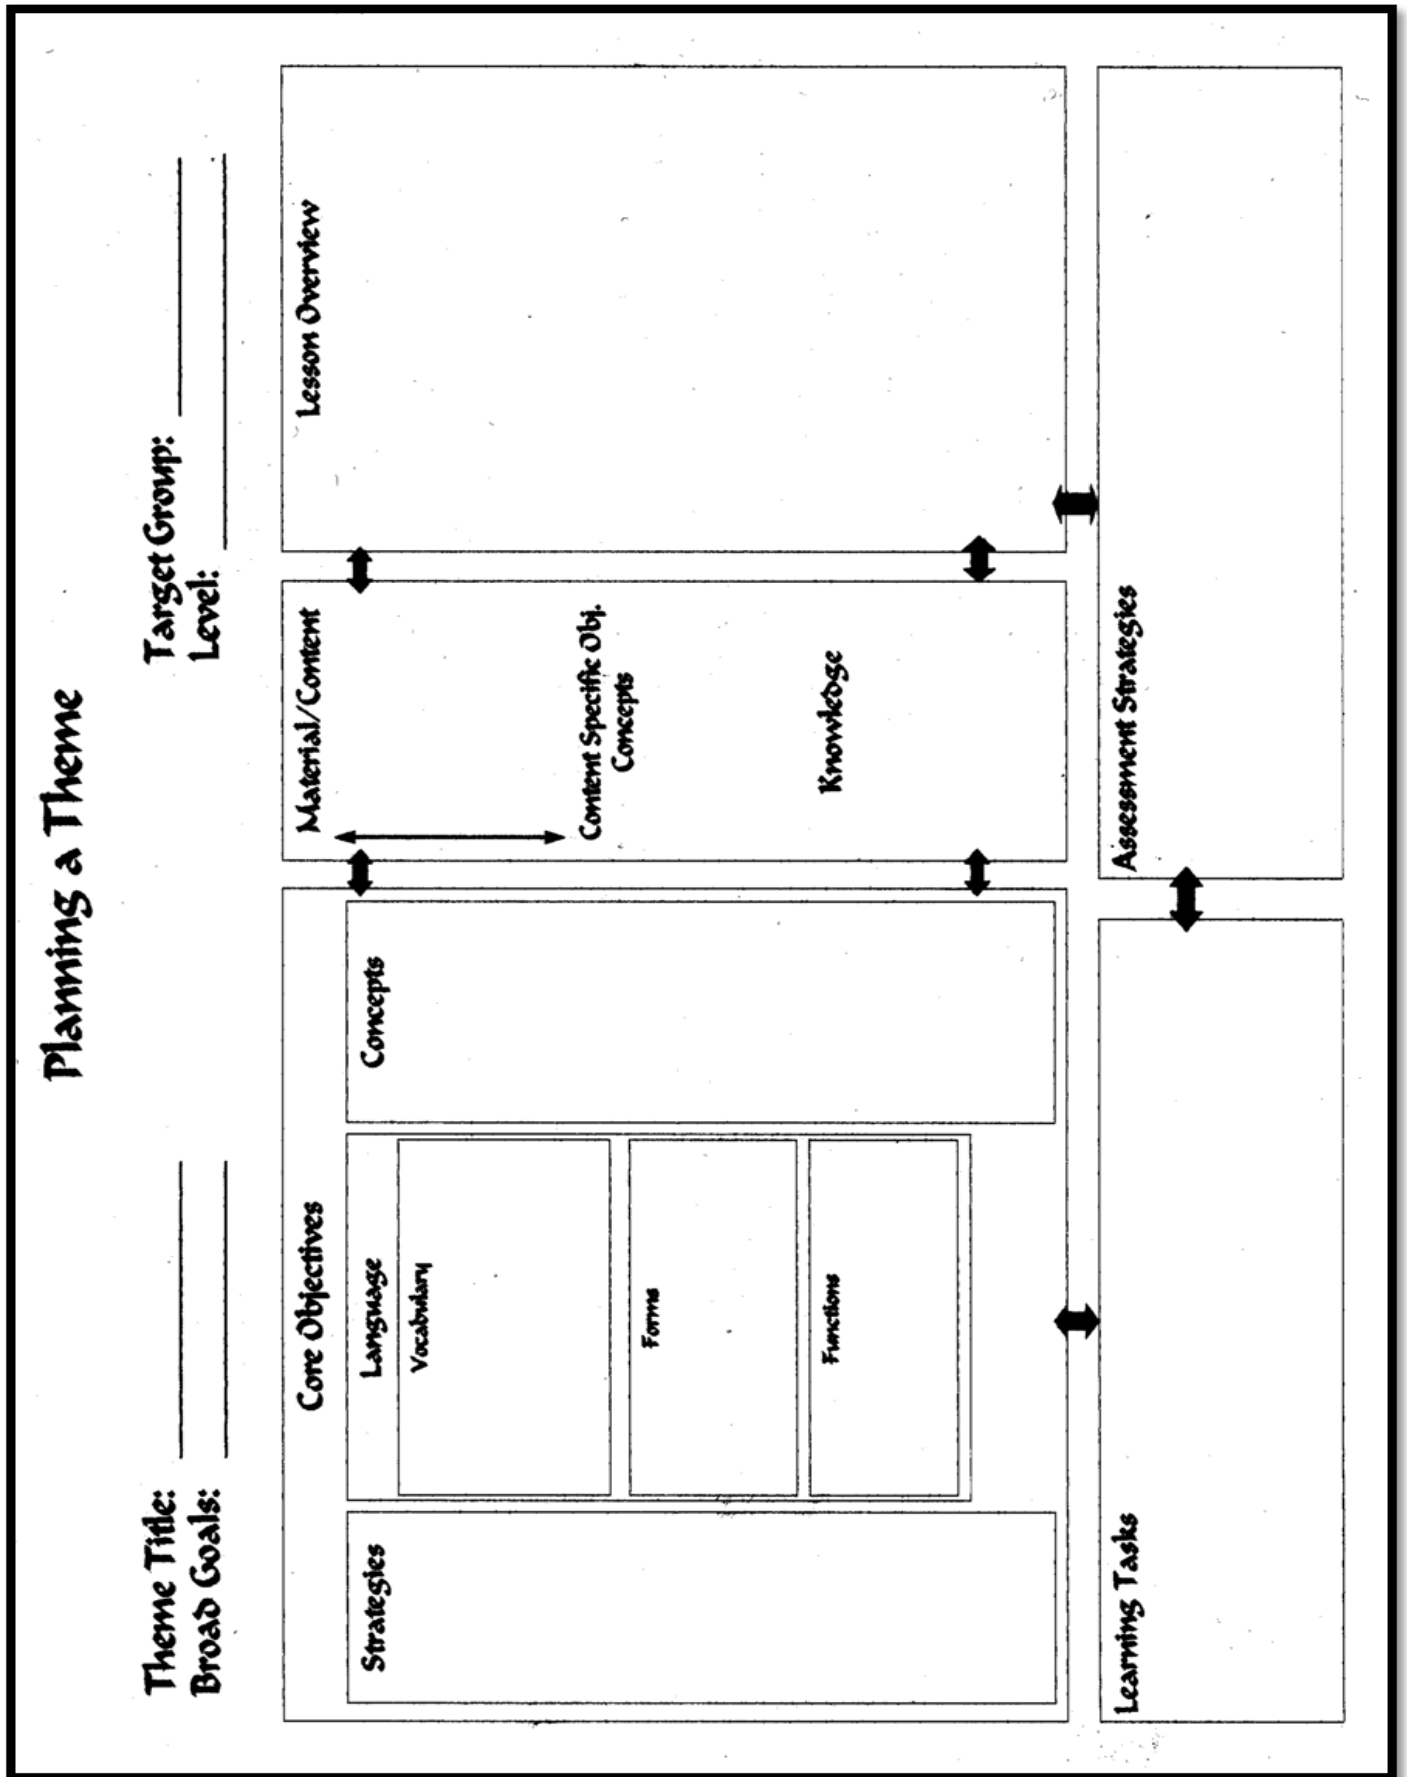 Planning a Theme
Theme Title: Target Group:
Broad Goals: Level:
Core Objectives
Strategies
Language
Vocabulary
Forms
Functions
Concepts
Material/Content
Content Specific Obj.
Concepts
Knowledge
Lesson Overview
Learning Tasks
Assessment Strategies